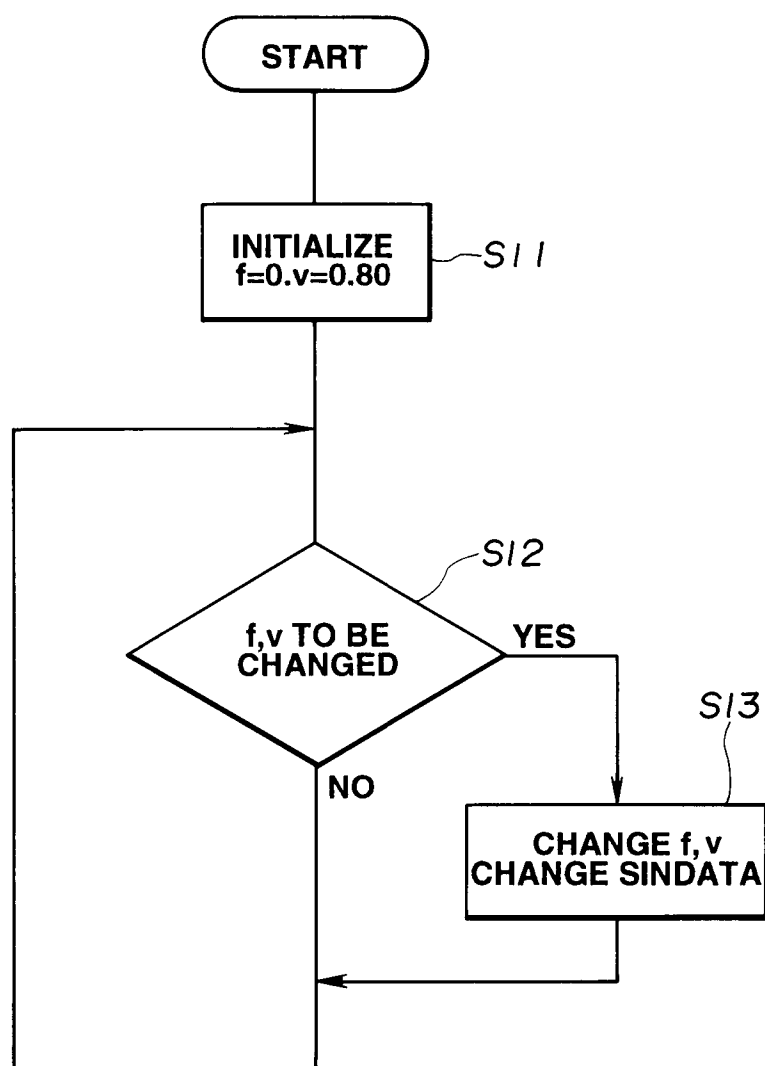 START
INITIALIZE
f=0.v=0.80
S11
S12
f,v TO BE
CHANGED
YES
NO
S13
CHANGE f,v
CHANGE SINDATA